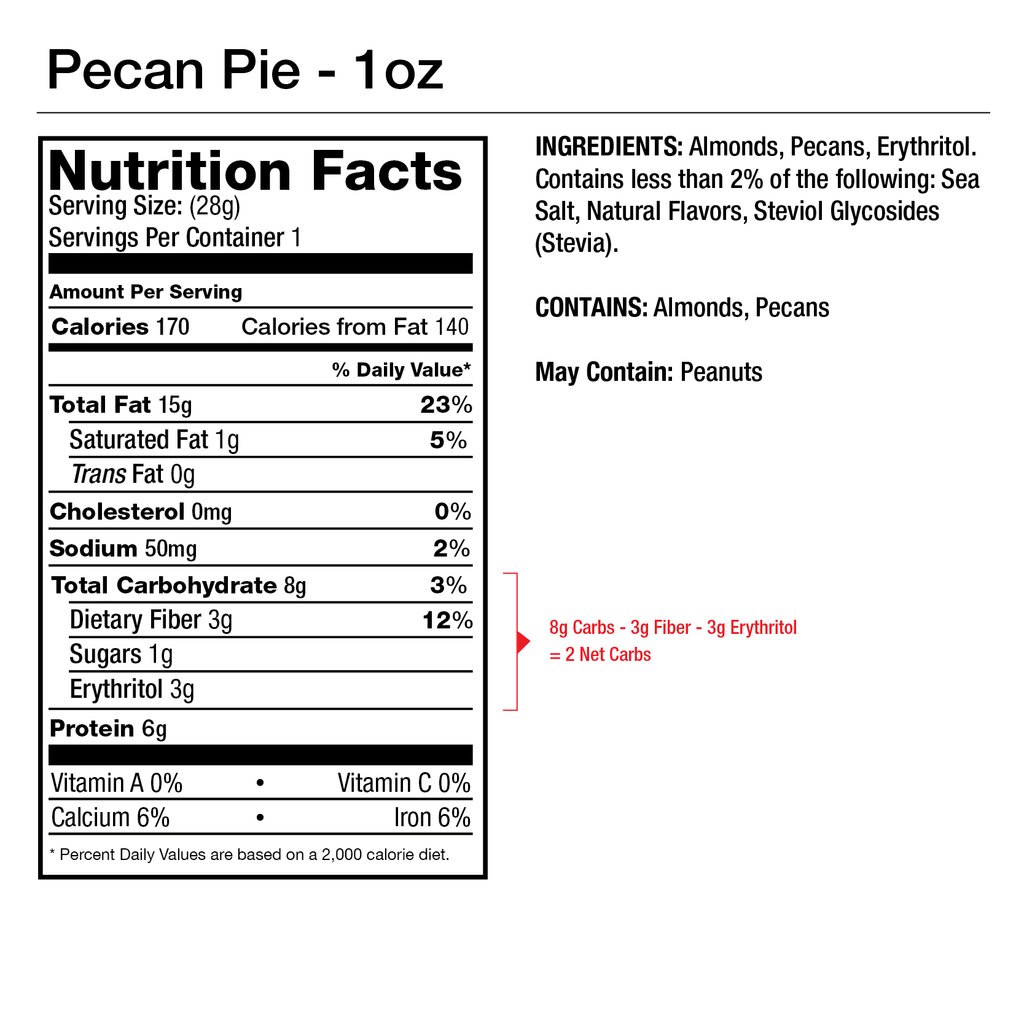 Pecan Pie - 1oz
Nutrition Facts
Serving Size: (28g)
Servings Per Container 1
Amount Per Serving
Calories 170 Calories from Fat 140
% Daily Value*
Total Fat 15g 23%
Saturated Fat 1g 5%
Trans Fat 0g
Cholesterol 0mg 0%
Sodium 50mg 2%
Total Carbohydrate 8g 3%
Dietary Fiber 3g 12%
Sugars 1g
Erythritol 3g
Protein 6g
Vitamin A 0% • Vitamin C 0%
Calcium 6% • Iron 6%
* Percent Daily Values are based on a 2,000 calorie diet.
INGREDIENTS: Almonds, Pecans, Erythritol.
Contains less than 2% of the following: Sea
Salt, Natural Flavors, Steviol Glycosides
(Stevia).
CONTAINS: Almonds, Pecans
May Contain: Peanuts
8g Carbs - 3g Fiber - 3g Erythritol
= 2 Net Carbs